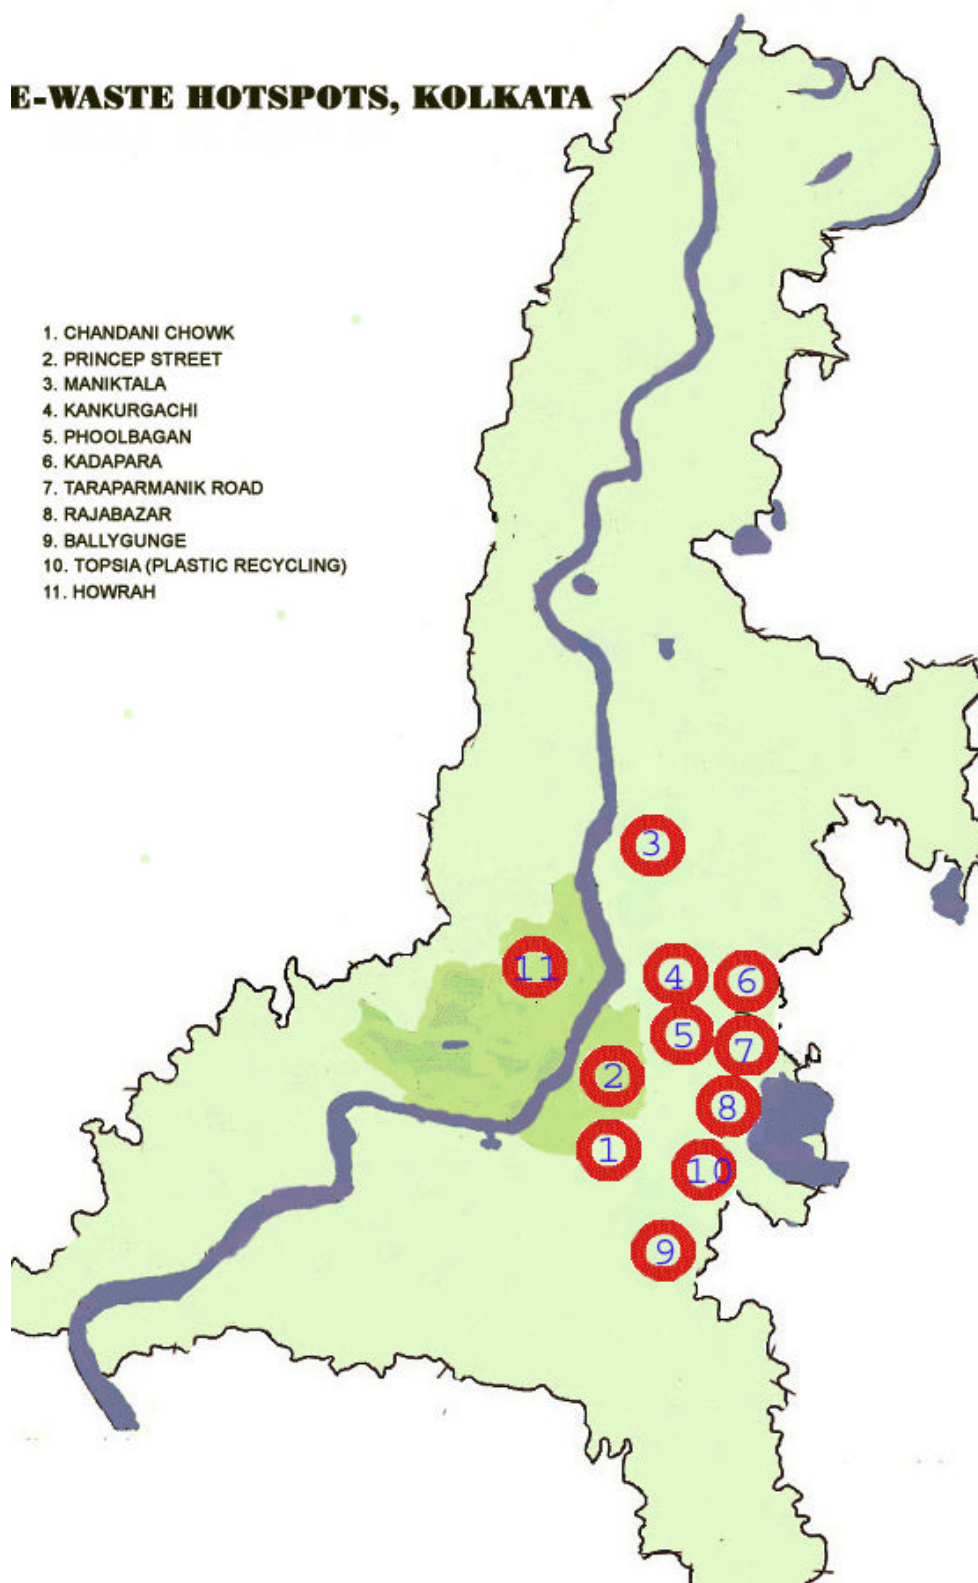 E-WASTE HOTSPOTS, KOLKATA
1. CHANDANI CHOWK
2. PRINCEP STREET
3. MANIKTALA
4. KANKURGACHI
5. PHOOLBAGAN
6. KADAPARA
7. TARAPARMANIK ROAD
8. RAJABAZAR
9. BALLYGUNGE
10. TOPSIA (PLASTIC RECYCLING)
11. HOWRAH
3
11
4
6
5
7
2
8
1
10
9